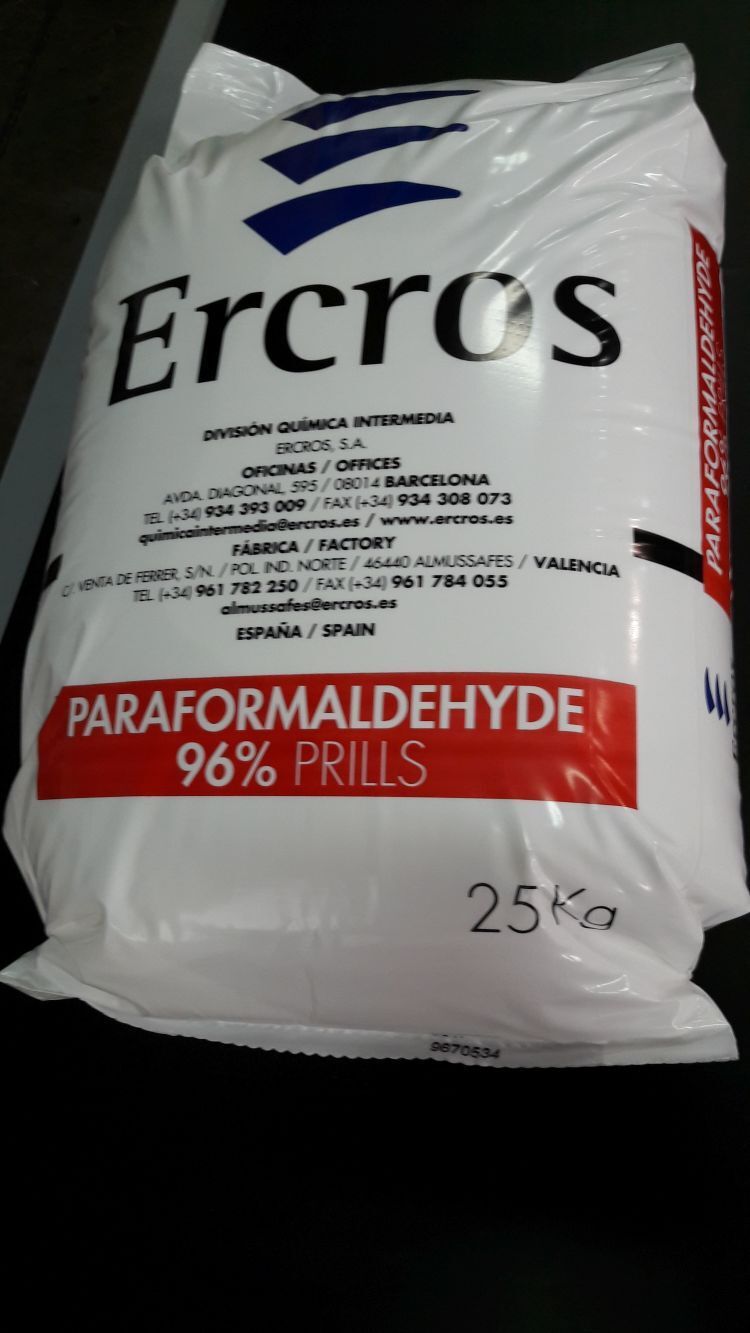 Ercros
DIVISIÓN QUÍMICA INTERMEDIA
ERCROS, S.A.
OFICINAS / OFFICES
AVDA. DIAGONAL, 595 / 08014 BARCELONA
TEL (+34) 934 393 009 / FAX (+34) 934 308 073
quimicaintermedia@ercros.es / www.ercros.es
FÁBRICA / FACTORY
C/. VENTA DE FERRER, S/N. / POL. IND. NORTE / 46440 ALMUSSAFES / VALENCIA
TEL (+34) 961 782 250 / FAX (+34) 961 784 055
almussafes@ercros.es
ESPAÑA / SPAIN
PARAFORMALDEHYDE
96% PRILLS
25 Kg
9670534
PARAFORMALDEHYDE
96%